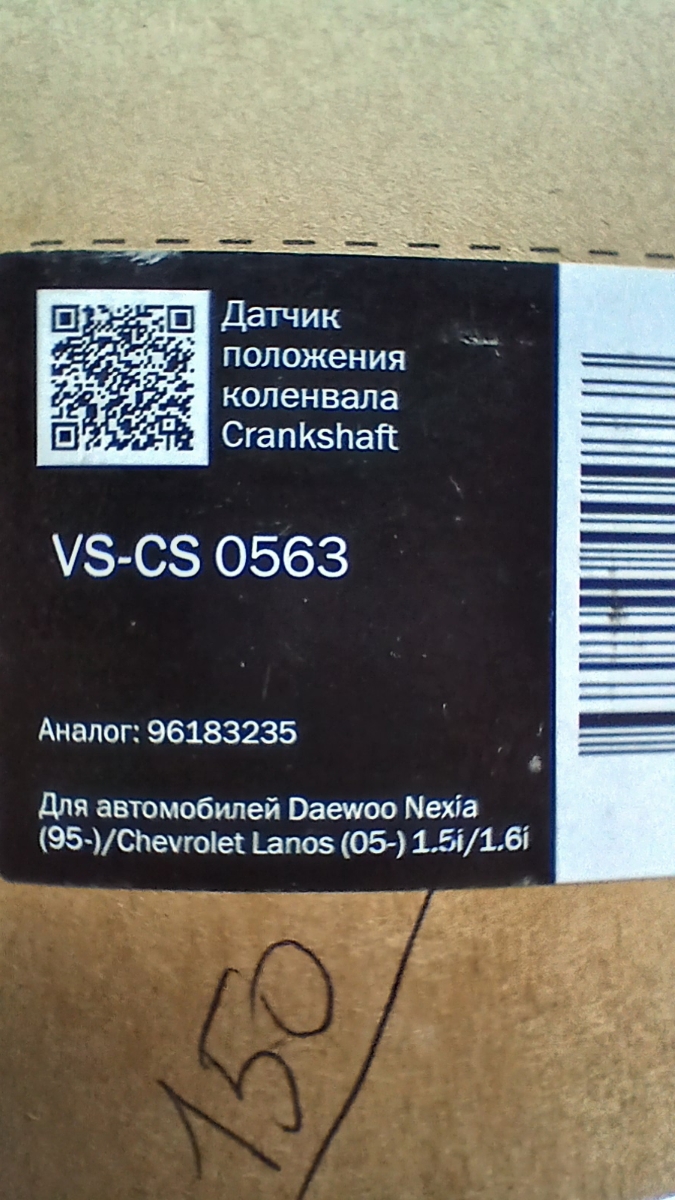 Датчик
положения
коленвала
Crankshaft
VS-CS 0563
Аналог: 96183235
Для автомобилей Daewoo Nexia
(95-)/Chevrolet Lanos (05-) 1.5i/1.6i
150